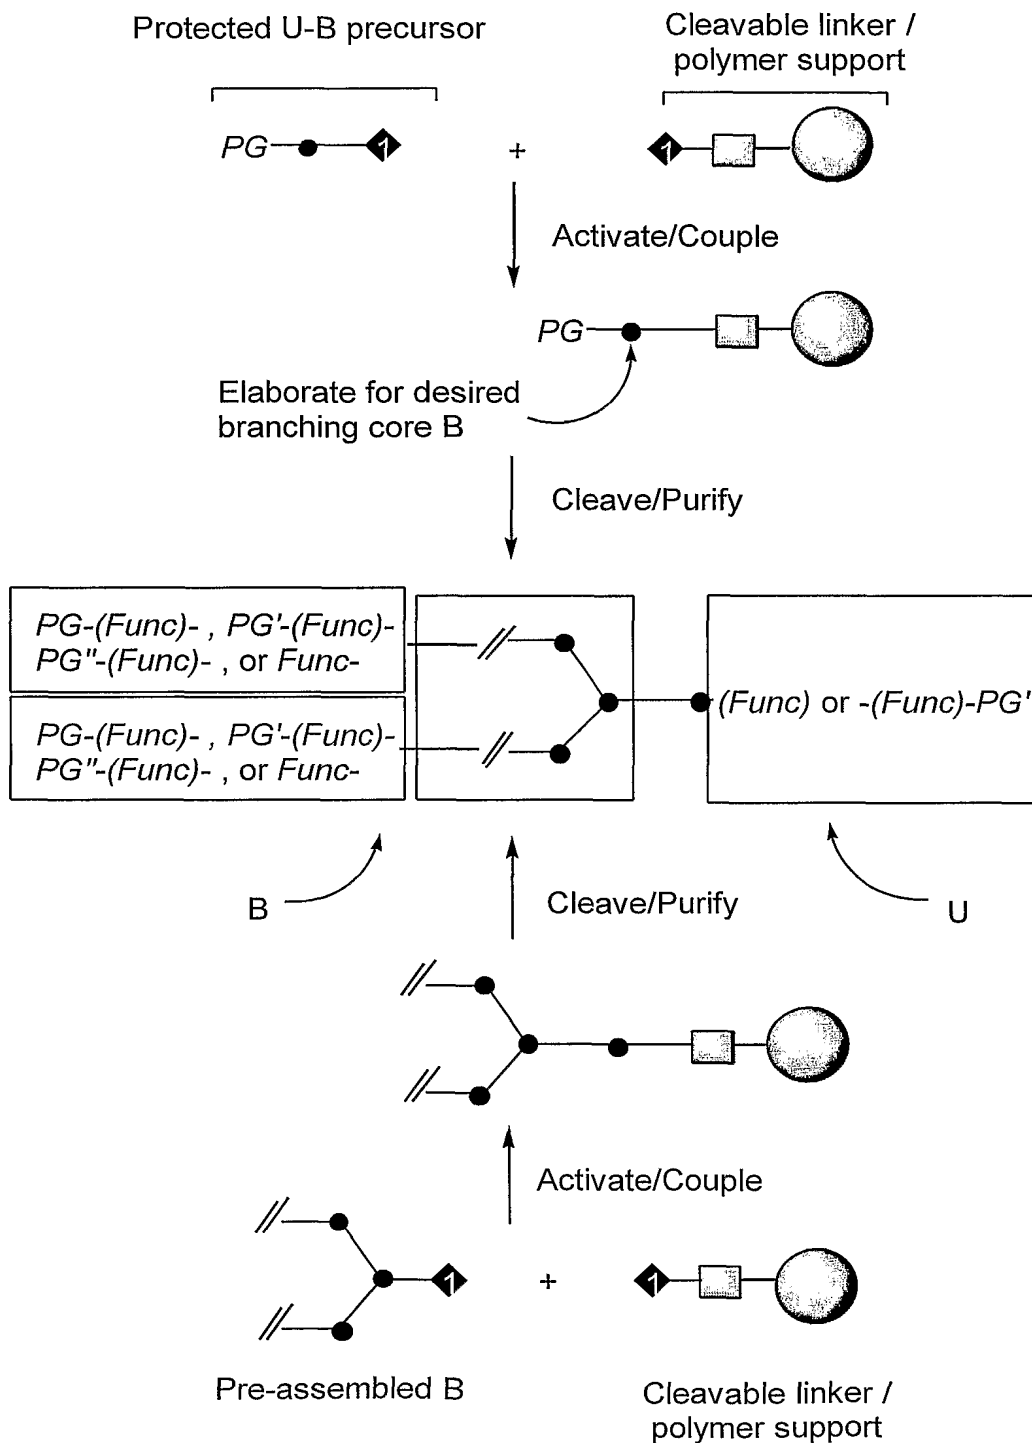 Protected U-B precursor
Cleavable linker /
polymer support
PG
1
+
1
Activate/Couple
PG
Elaborate for desired
branching core B
Cleave/Purify
PG-(Func)- , PG'-(Func)-
PG"-(Func)- , or Func-
PG-(Func)- , PG'-(Func)-
PG"-(Func)- , or Func-
(Func) or -(Func)-PG'
B
Cleave/Purify
U
Activate/Couple
1
+
1
Pre-assembled B
Cleavable linker /
polymer support